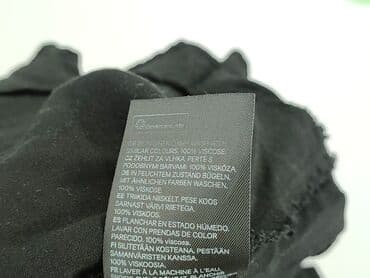 SIMILAR COLOURS. 100% VISCOSE.
CZ ŽEHLIT ZA VLHKA. PERTE S
PODOBNÝMI BARVAMI. 100% VISKÓZA.
DE IN FEUCHTEM ZUSTAND BÜGELN.
MIT ÄHNLICHEN FARBEN WASCHEN.
100% VISKOSE
EE TRIIKIDA NIISKELT. PESE KOOS
SARNAST VÄRVI RIIETEGA.
100% VISKOOS
ES PLANCHAR EN ESTADO HÚMEDO.
LAVAR CON PRENDAS DE COLOR
PARECIDO. 100% viscosa.
FI SILITETÄÄN KOSTEANA. PESTÄÄN
SAMANVÄRISTEN KANSSA.
100% VISKOOSIA
FR LAVER À LA MACHINE À L'EAU